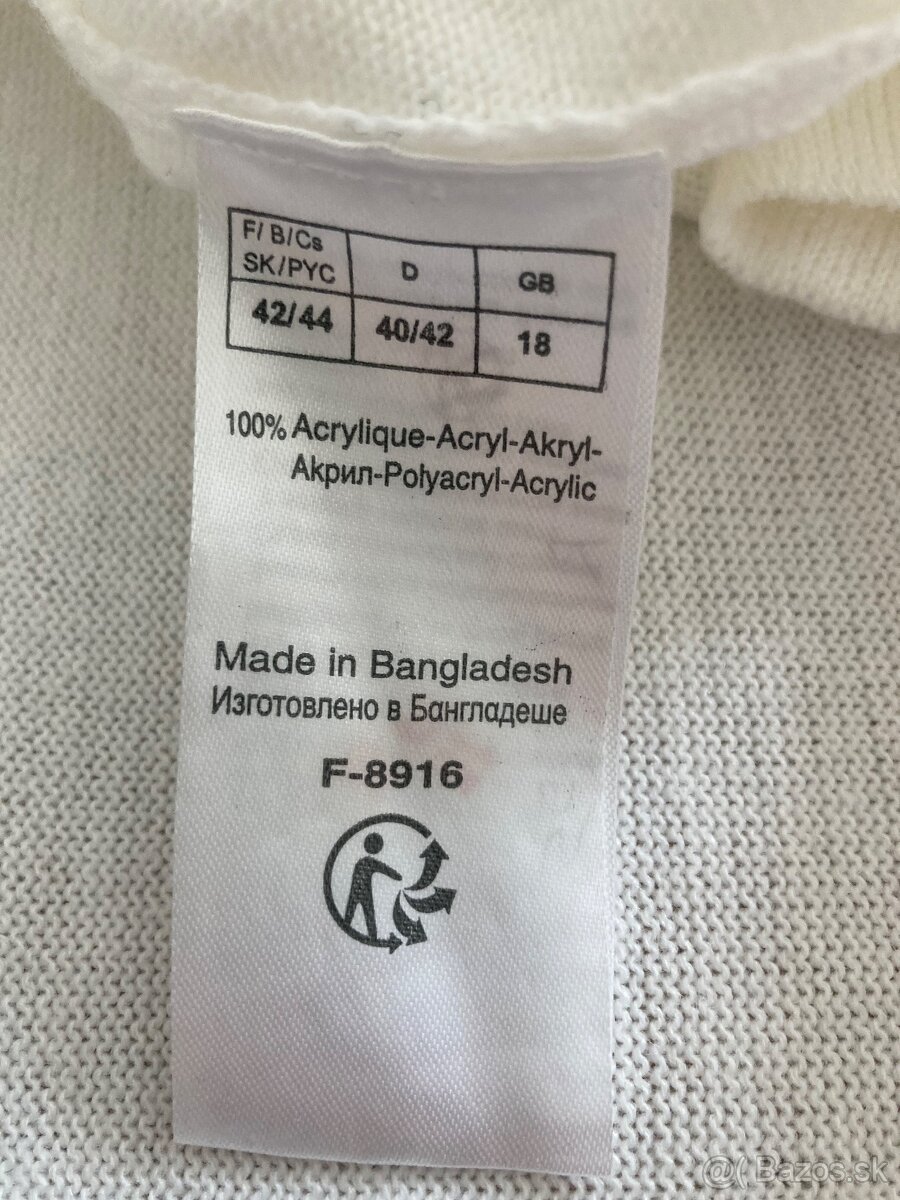 F/ B/Cs
SK/PYC
D
GB
42/44
40/42
18
100% Acrylique-Acryl-Akryl-
Акрил-Polyacryl-Acrylic
Made in Bangladesh
Изготовлено в Бангладеше
F-8916
@( Bazos.sk